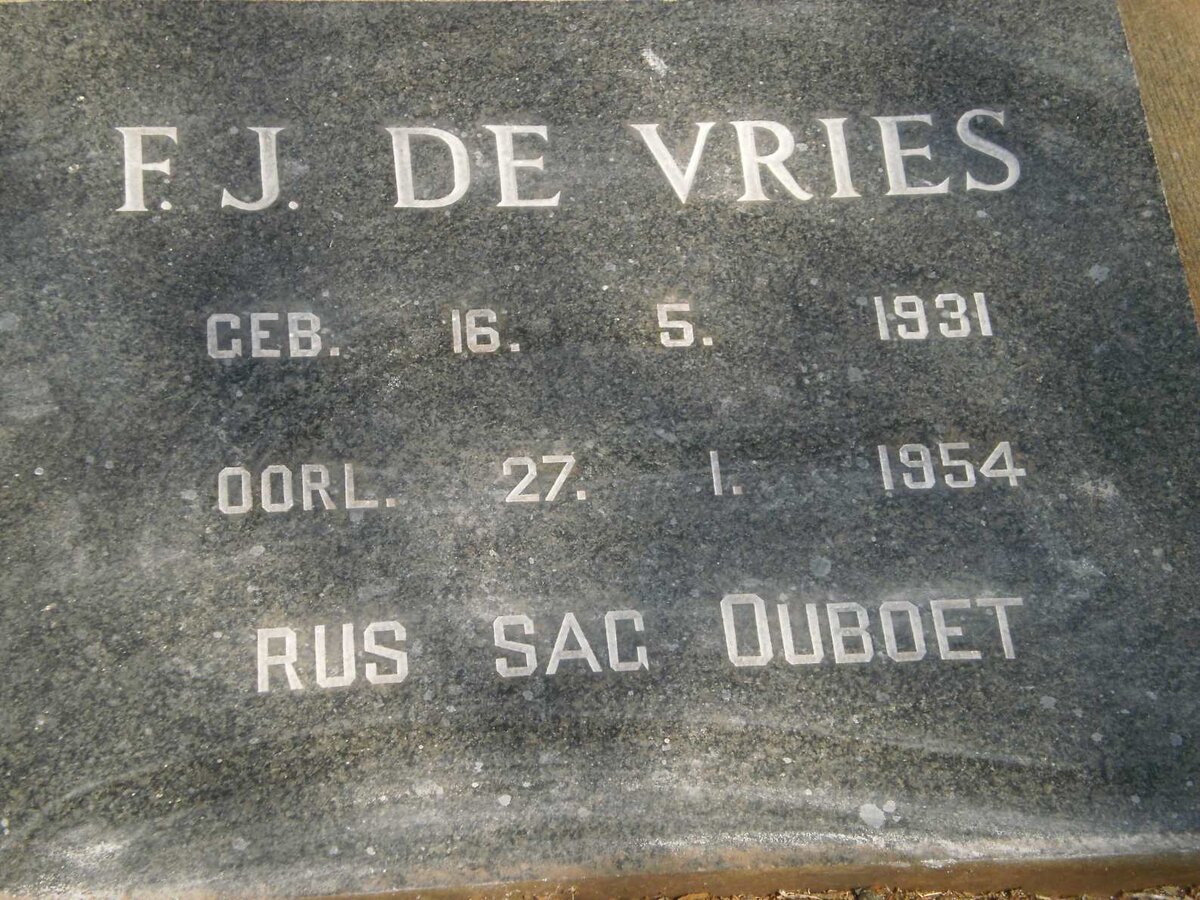 F. J. DE VRIES
GEB. 16. 5. 1931
OORL. 27. 1. 1954
RUS SAG OUBOET